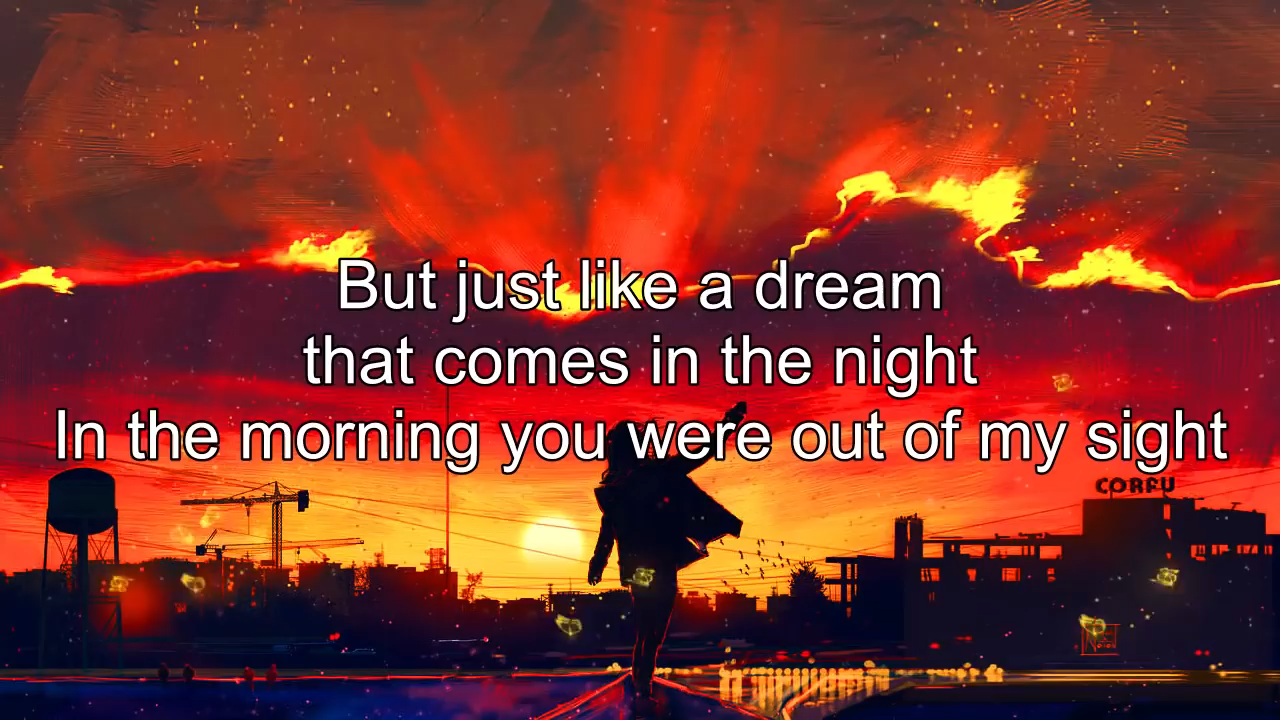 But just like a dream
that comes in the night
In the morning you were out of my sight
CORFU